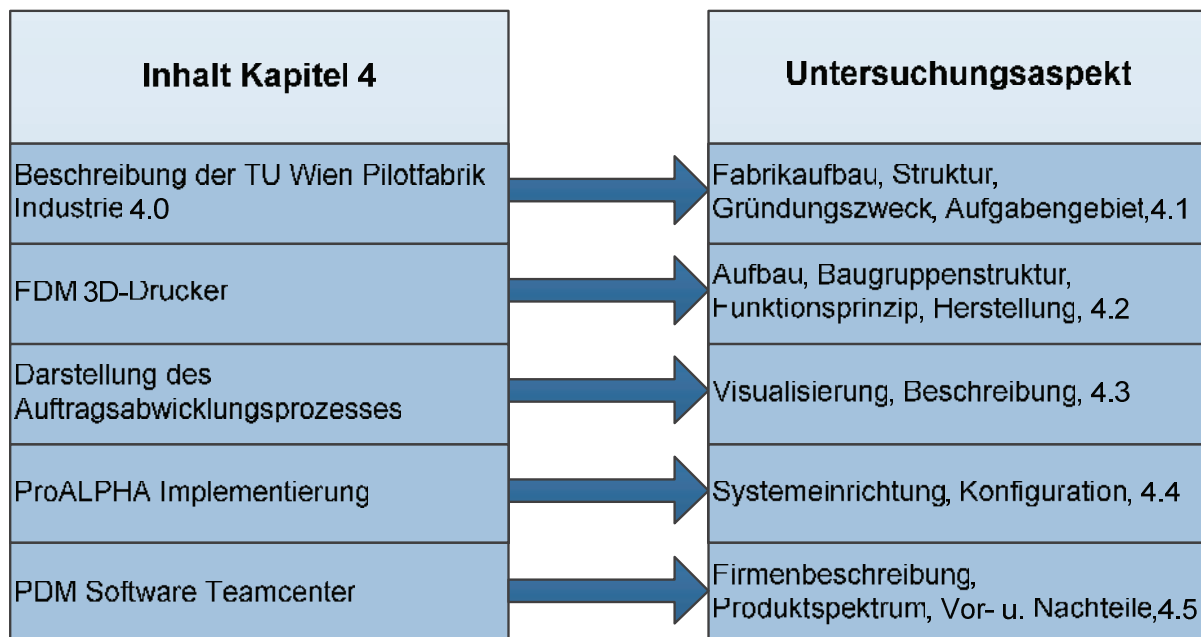 Inhalt Kapitel 4
Untersuchungsaspekt
Beschreibung der TU Wien Pilotfabrik
Industrie 4.0
Fabrikaufbau, Struktur,
Gründungszweck, Aufgabengebiet,4.1
FDM 3D-Drucker
Aufbau, Baugruppenstruktur,
Funktionsprinzip, Herstellung, 4.2
Darstellung des
Auftragsabwicklungsprozesses
Visualisierung, Beschreibung, 4.3
ProALPHA Implementierung
Systemeinrichtung, Konfiguration, 4.4
PDM Software Teamcenter
Firmenbeschreibung,
Produktspektrum, Vor- u. Nachteile,4.5